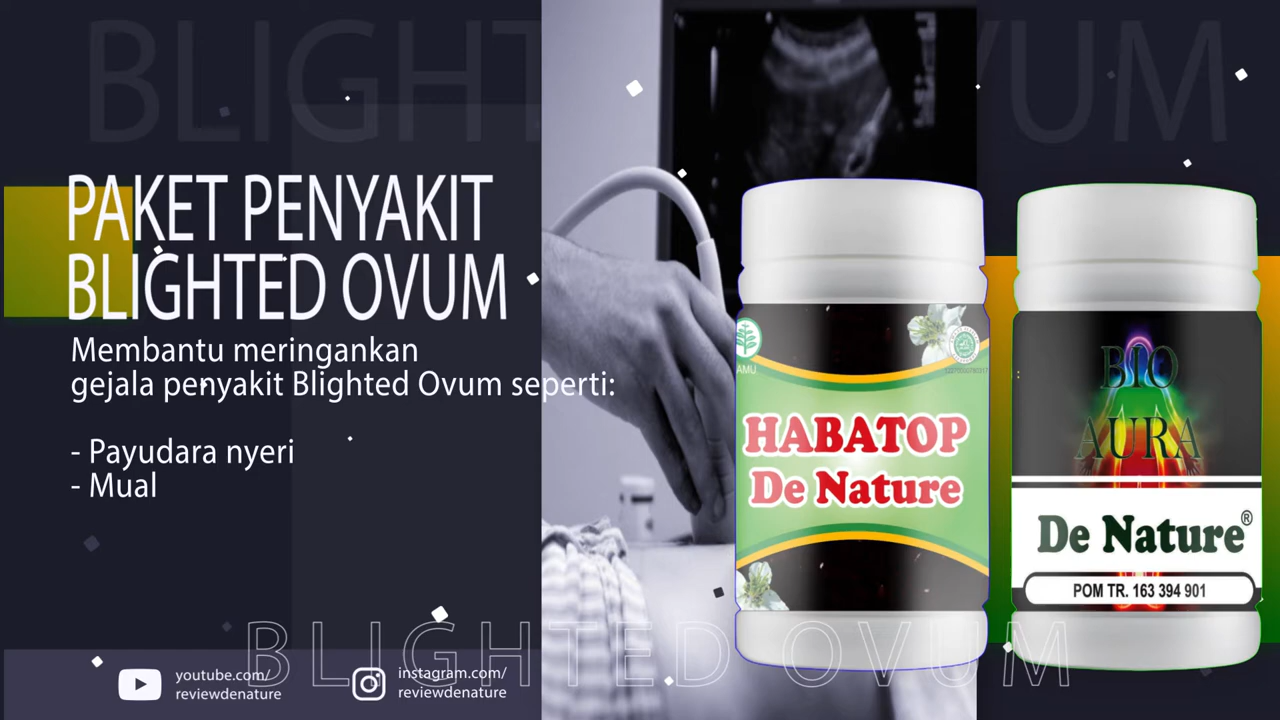 BLIGHTED OVUM
PAKET PENYAKIT
BLIGHTED OVUM
Membantu meringankan
gejala penyakit Blighted Ovum seperti:
- Payudara nyeri
- Mual
AMU
HABATOP
De Nature
BIO
AURA
De Nature®
POM TR. 163 394 901
BLIGHTED OVUM
youtube.com/
reviewdenature
instagram.com/
reviewdenature